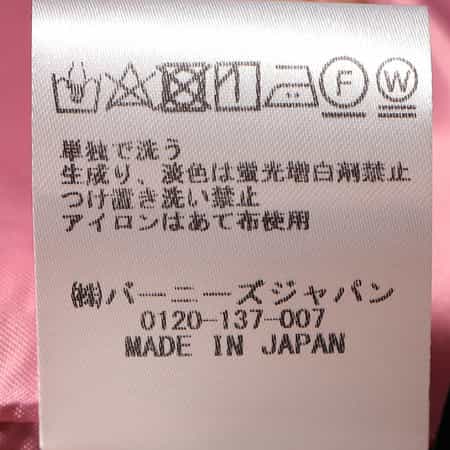 F W
単独で洗う
生成り、淡色は蛍光増白剤禁止
つけ置き洗い禁止
アイロンはあて布使用
㈱バーニーズジャパン
0120-137-007
MADE IN JAPAN